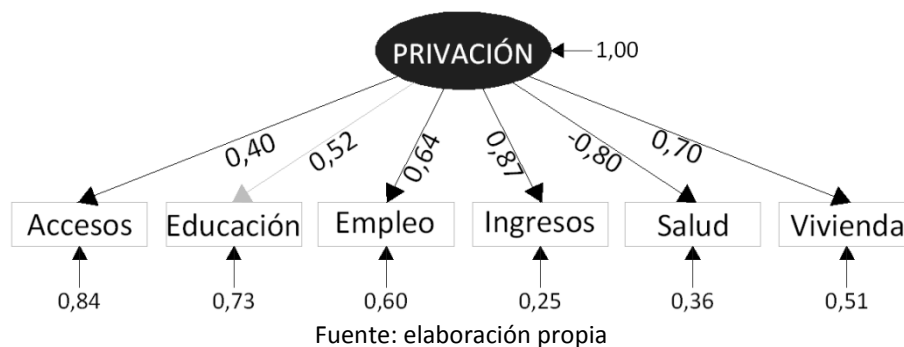 PRIVACIÓN
1,00
0,40 0,52 0,64 0,87 -0,80 0,70
Accesos Educación Empleo Ingresos Salud Vivienda
0,84 0,73 0,60 0,25 0,36 0,51
Fuente: elaboración propia